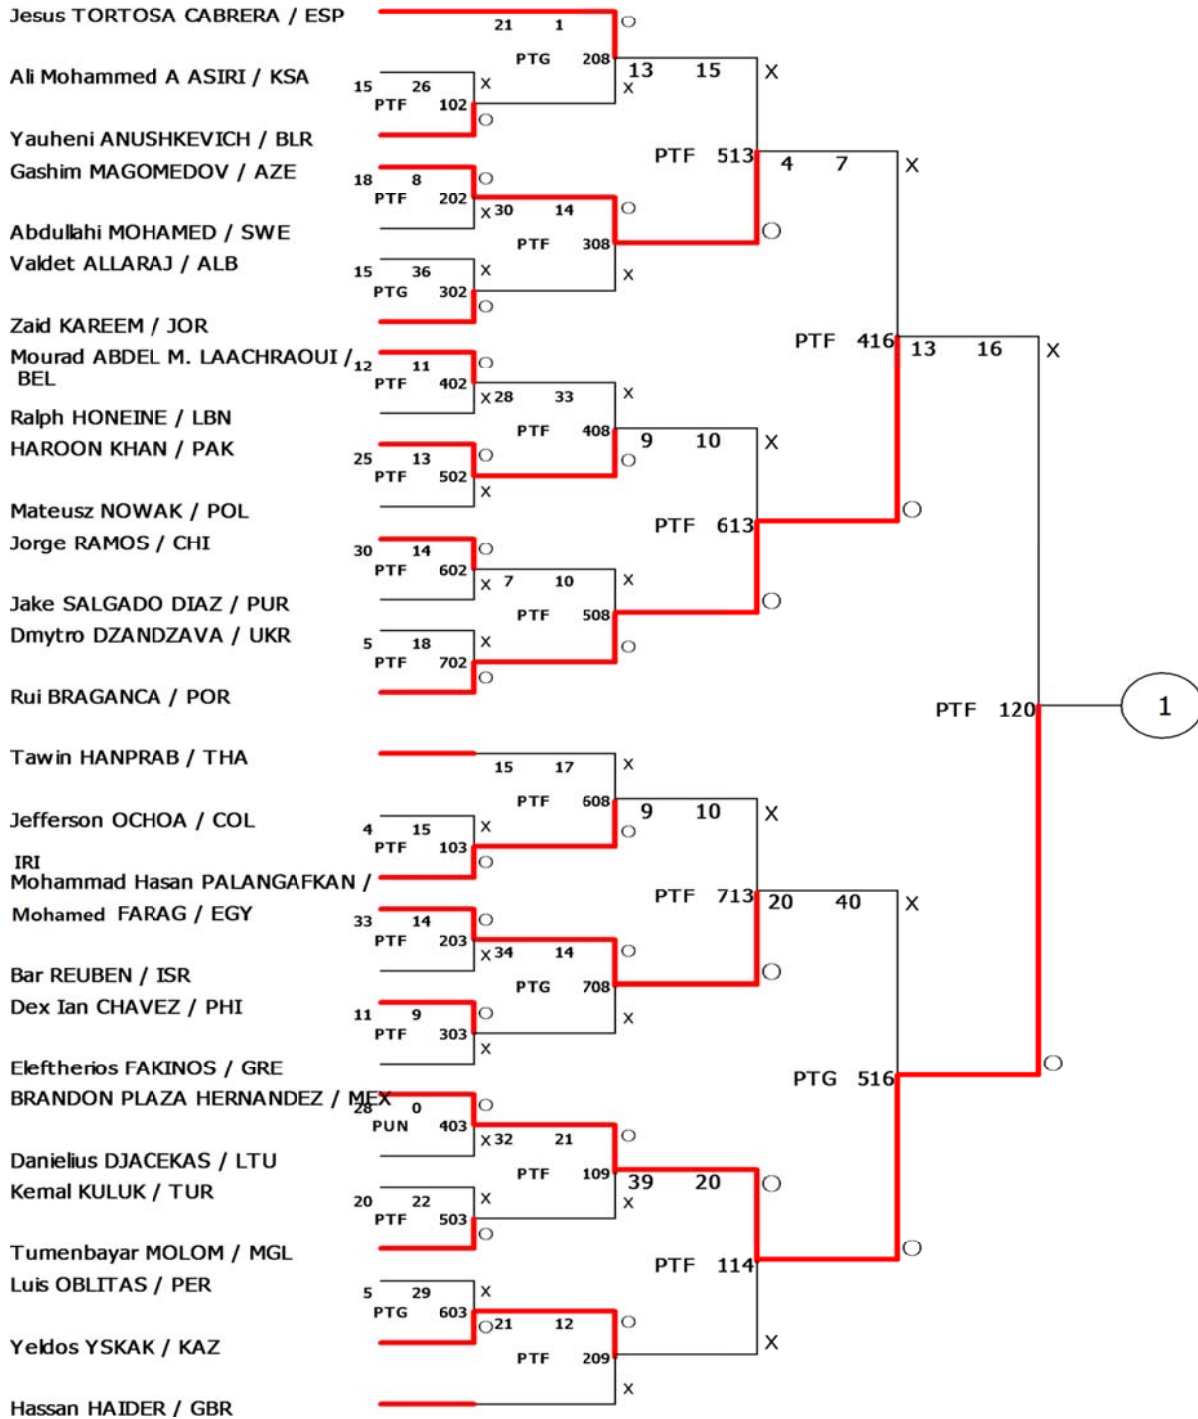 Jesus TORTOSA CABRERA / ESP
21 1 O
PTG 208
Ali Mohammed A ASIRI / KSA
13 15 X
15 26 X X
PTF 102
O
Yauheni ANUSHKEVICH / BLR
PTF 513
4 7 X
Gashim MAGOMEDOV / AZE
18 8 O
PTF 202
X 30 14 O
Abdullahi MOHAMED / SWE
O
PTF 308
Valdet ALLARAJ / ALB
15 36 X X
PTG 302
O
Zaid KAREEM / JOR
PTF 416
13 16 X
Mourad ABDEL M. LAACHRAOUI /
BEL
12 11 O
PTF 402
X 28 33 X
Ralph HONEINE / LBN
PTF 408
9 10 X
HAROON KHAN / PAK
25 13 O O
PTF 502
X
Mateusz NOWAK / POL
O
PTF 613
Jorge RAMOS / CHI
30 14 O
PTF 602
X 7 10 X
Jake SALGADO DIAZ / PUR
O
PTF 508
Dmytro DZANDZAVA / UKR
5 18 X O
PTF 702
O
Rui BRAGANCA / POR
PTF 120
1
Tawin HANPRAB / THA
15 17 X
PTF 608
Jefferson OCHOA / COL
9 10 X
4 15 X O
PTF 103
O
IRI
Mohammad Hasan PALANGAFKAN /
PTF 713
20 40 X
Mohamed FARAG / EGY
33 14 O
PTF 203
X 34 14 O
Bar REUBEN / ISR
O
PTG 708
Dex Ian CHAVEZ / PHI
11 9 O X
PTF 303
X
Eleftherios FAKINOS / GRE
O
PTG 516
BRANDON PLAZA HERNANDEZ / MEX
28 0 O
PUN 403
X 32 21 O
Danielius DJACEKAS / LTU
PTF 109
39 20 O
Kemal KULUK / TUR
20 22 X X
PTF 503
O
Tumenbayar MOLOM / MGL
O
PTF 114
Luis OBLITAS / PER
5 29 X
PTG 603
O 21 12 O
Yeldos YSKAK / KAZ
X
PTF 209
X
Hassan HAIDER / GBR